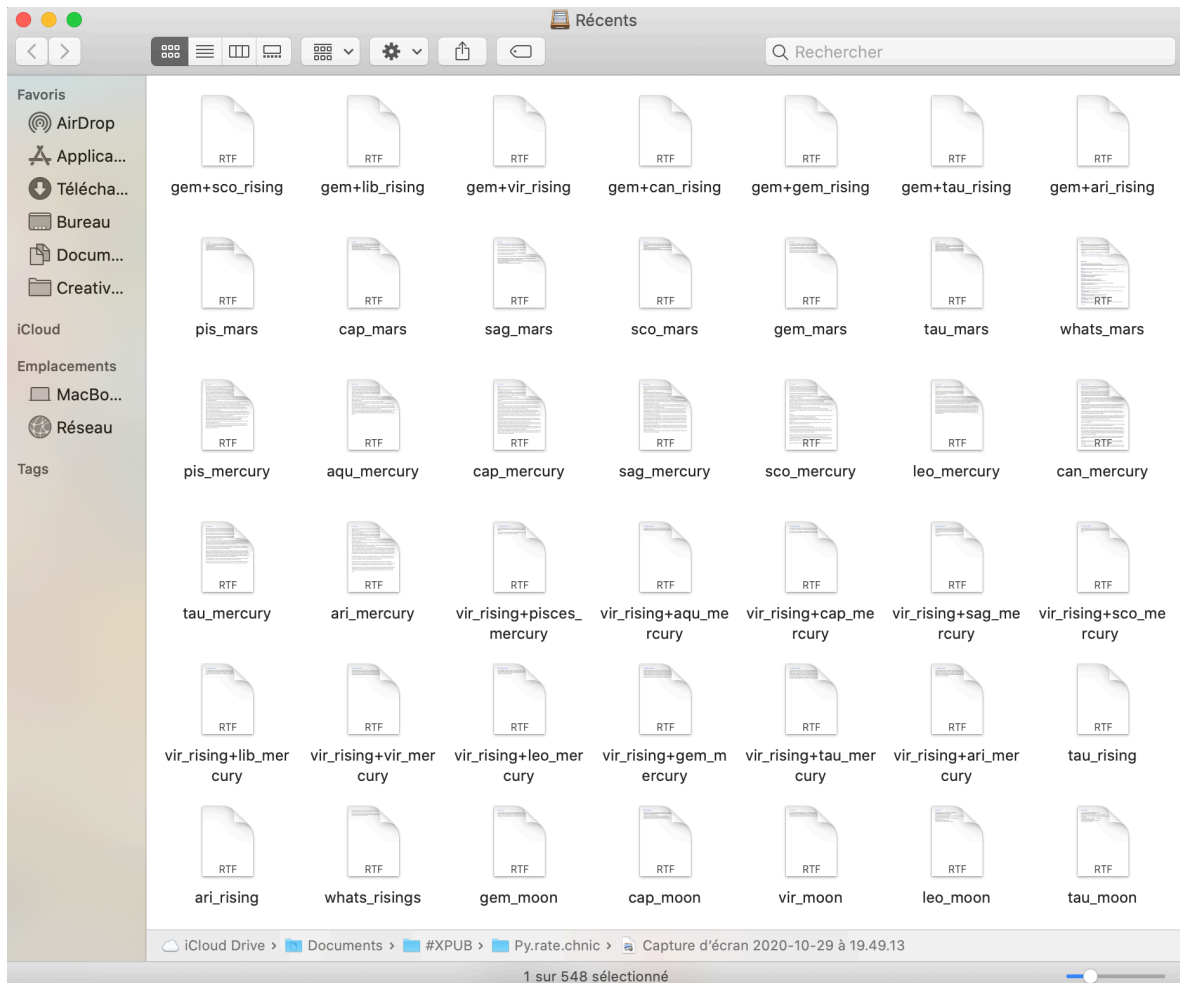 Récents
Rechercher
Favoris
AirDrop
Applica...
Télécha...
Bureau
Docum...
Creativ...
iCloud
Emplacements
MacBo...
Réseau
Tags
RTF RTF RTF RTF RTF RTF RTF
gem+sco_rising gem+lib_rising gem+vir_rising gem+can_rising gem+gem_rising gem+tau_rising gem+ari_rising
RTF RTF RTF RTF RTF RTF RTF
pis_mars cap_mars sag_mars sco_mars gem_mars tau_mars whats_mars
RTF RTF RTF RTF RTF RTF RTF
pis_mercury aqu_mercury cap_mercury sag_mercury sco_mercury leo_mercury can_mercury
RTF RTF RTF RTF RTF RTF RTF
tau_mercury ari_mercury vir_rising+pisces_ vir_rising+aqu_me vir_rising+cap_me vir_rising+sag_me vir_rising+sco_me
mercury rcury rcury rcury rcury
RTF RTF RTF RTF RTF RTF RTF
vir_rising+lib_mer vir_rising+vir_mer vir_rising+leo_mer vir_rising+gem_m vir_rising+tau_mer vir_rising+ari_mer tau_rising
cury cury cury ercury cury cury
RTF RTF RTF RTF RTF RTF RTF
ari_rising whats_risings gem_moon cap_moon vir_moon leo_moon tau_moon
iCloud Drive › Documents › #XPUB › Py.rate.chnic › Capture d’écran 2020-10-29 à 19.49.13
1 sur 548 sélectionné